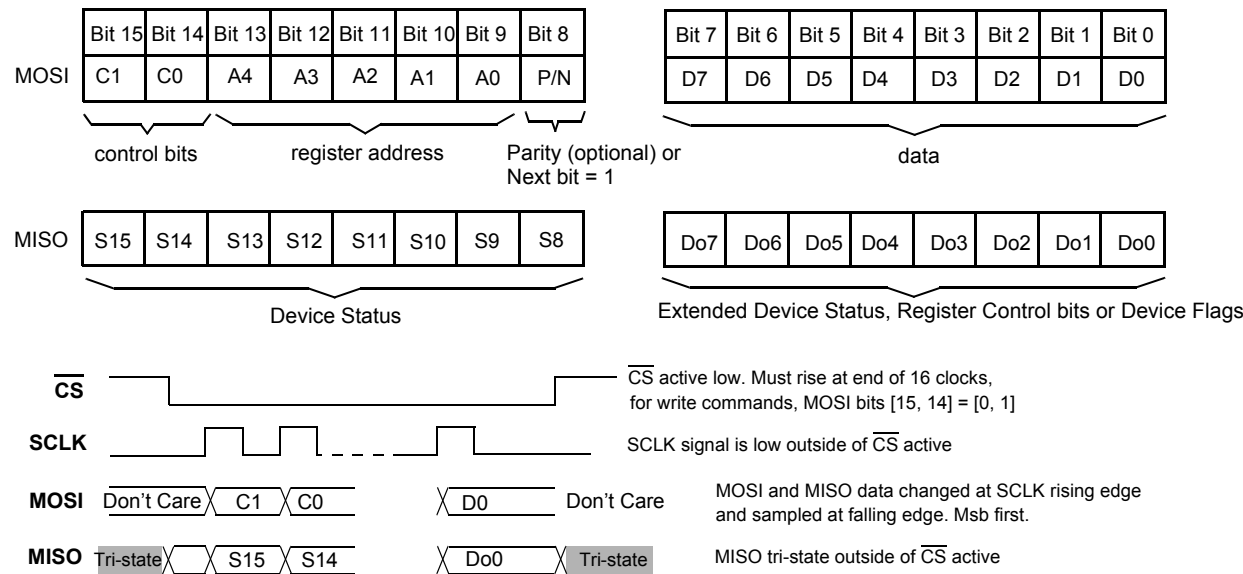 Bit 15 Bit 14 Bit 13 Bit 12 Bit 11 Bit 10 Bit 9 Bit 8 Bit 7 Bit 6 Bit 5 Bit 4 Bit 3 Bit 2 Bit 1 Bit 0
MOSI C1 C0 A4 A3 A2 A1 A0 P/N D7 D6 D5 D4 D3 D2 D1 D0
control bits register address Parity (optional) or data
Next bit = 1
MISO S15 S14 S13 S12 S11 S10 S9 S8 Do7 Do6 Do5 Do4 Do3 Do2 Do1 Do0
Device Status Extended Device Status, Register Control bits or Device Flags
CS CS active low. Must rise at end of 16 clocks,
for write commands, MOSI bits [15, 14] = [0, 1]
SCLK SCLK signal is low outside of CS active
MOSI Don't Care C1 C0 D0 Don't Care MOSI and MISO data changed at SCLK rising edge
and sampled at falling edge. Msb first.
MISO Tri-state S15 S14 Do0 Tri-state MISO tri-state outside of CS active